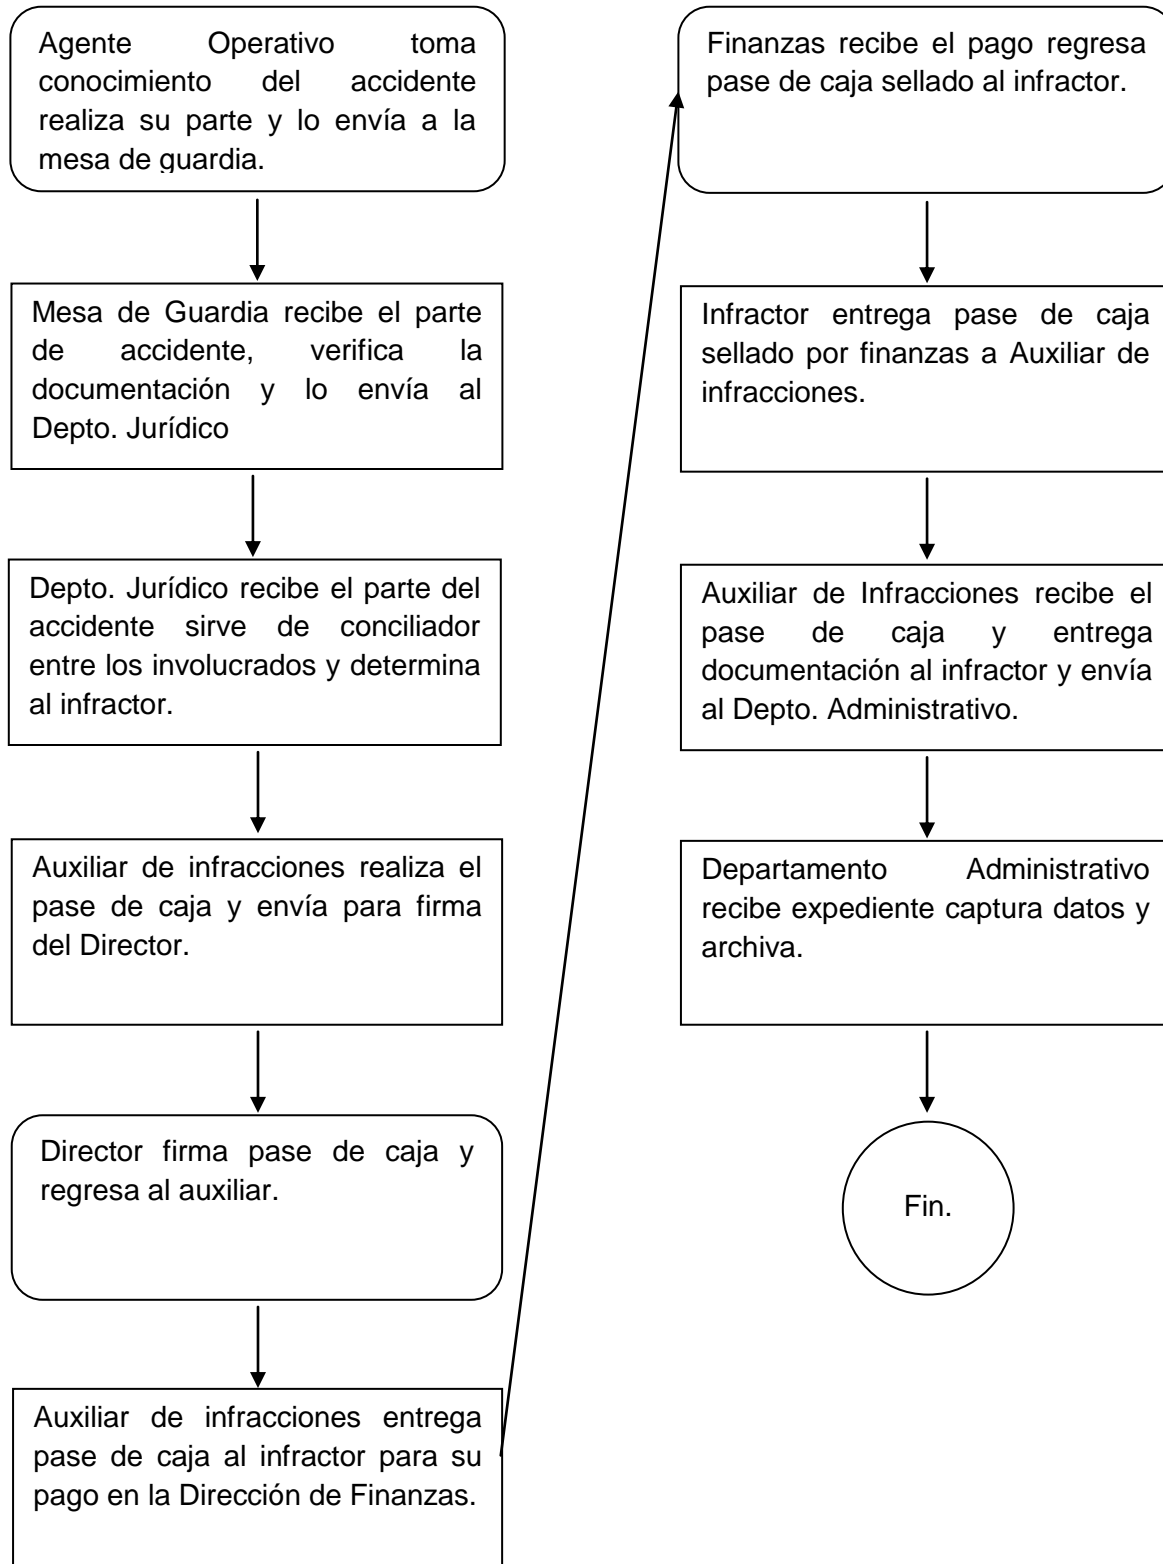 Agente Operativo toma
conocimiento del accidente
realiza su parte y lo envía a la
mesa de guardia.
Mesa de Guardia recibe el parte
de accidente, verifica la
documentación y lo envía al
Depto. Jurídico
Depto. Jurídico recibe el parte del
accidente sirve de conciliador
entre los involucrados y determina
al infractor.
Auxiliar de infracciones realiza el
pase de caja y envía para firma
del Director.
Director firma pase de caja y
regresa al auxiliar.
Auxiliar de infracciones entrega
pase de caja al infractor para su
pago en la Dirección de Finanzas.
Finanzas recibe el pago regresa
pase de caja sellado al infractor.
Infractor entrega pase de caja
sellado por finanzas a Auxiliar de
infracciones.
Auxiliar de Infracciones recibe el
pase de caja y entrega
documentación al infractor y envía
al Depto. Administrativo.
Departamento Administrativo
recibe expediente captura datos y
archiva.
Fin.